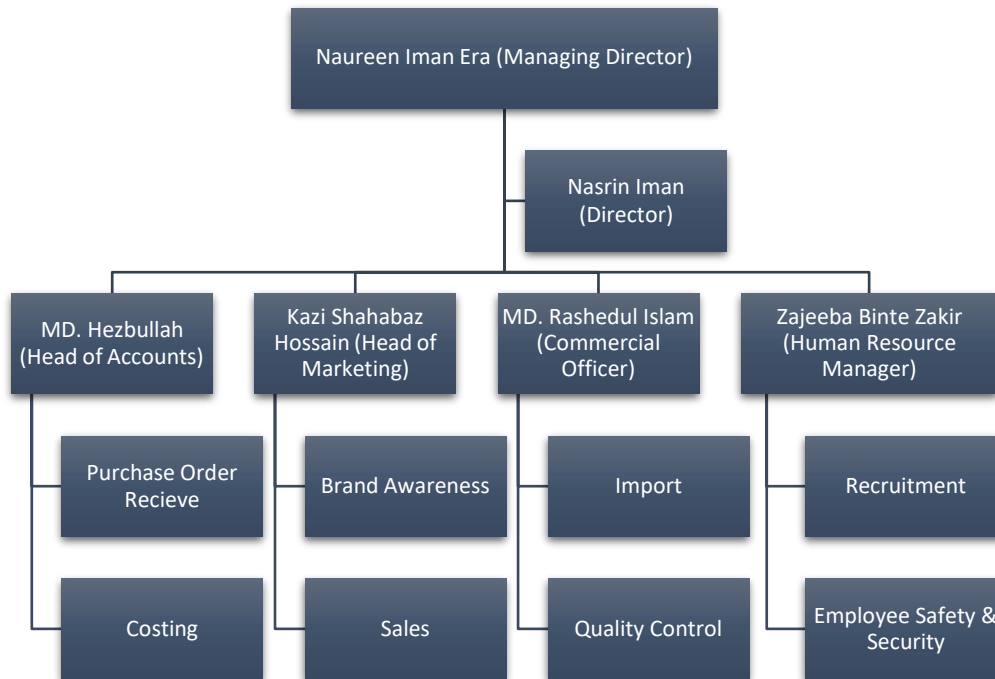 Naureen Iman Era (Managing Director)
Nasrin Iman
(Director)
MD. Hezbullah
(Head of Accounts)
Kazi Shahabaz
Hossain (Head of
Marketing)
MD. Rashedul Islam
(Commercial
Officer)
Zajeeba Binte Zakir
(Human Resource
Manager)
Purchase Order
Recieve
Brand Awareness
Import
Recruitment
Costing
Sales
Quality Control
Employee Safety &
Security